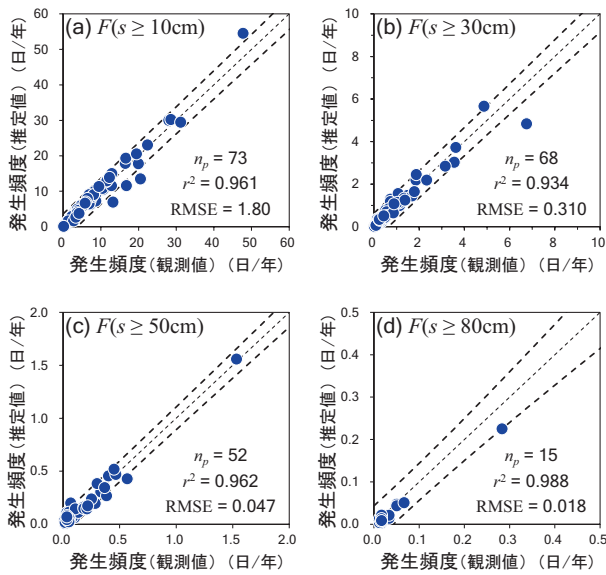 (a) F(s ≥ 10cm)
発生頻度(推定値) (日/年)
60
50
40
30
20
10
0
n_p = 73
r² = 0.961
RMSE = 1.80
0 10 20 30 40 50 60
発生頻度(観測値) (日/年)
(b) F(s ≥ 30cm)
発生頻度(推定値) (日/年)
10
8
6
4
2
0
n_p = 68
r² = 0.934
RMSE = 0.310
0 2 4 6 8 10
発生頻度(観測値) (日/年)
(c) F(s ≥ 50cm)
発生頻度(推定値) (日/年)
2.0
1.5
1.0
0.5
0.0
n_p = 52
r² = 0.962
RMSE = 0.047
0.0 0.5 1.0 1.5 2.0
発生頻度(観測値) (日/年)
(d) F(s ≥ 80cm)
発生頻度(推定値) (日/年)
0.5
0.4
0.3
0.2
0.1
0.0
n_p = 15
r² = 0.988
RMSE = 0.018
0.0 0.1 0.2 0.3 0.4 0.5
発生頻度(観測値) (日/年)